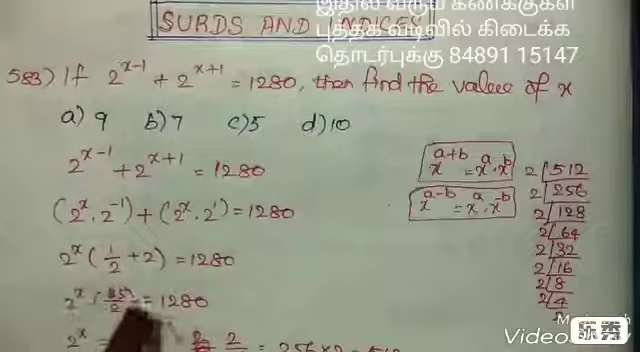 இதில் வரும் கணக்குகள்
SURDS AND INDICES
புத்தக வடிவில் கிடைக்க
தொடர்புக்கு 84891 15147
583) If 2^{x-1} + 2^{x+1} = 1280, then find the value of x
a) 9 b) 7 c) 5 d) 10
2^{x-1} + 2^{x+1} = 1280
(2^x . 2^{-1}) + (2^x . 2^1) = 1280
2^x (1/2 + 2) = 1280
= 1280
2^x =
= 256×2 = 512
x^{a+b} = x^a . x^b
x^{a-b} = x^a . x^{-b}
2|512
2|256
2|128
2|64
2|32
2|16
2|8
2|4
乐秀